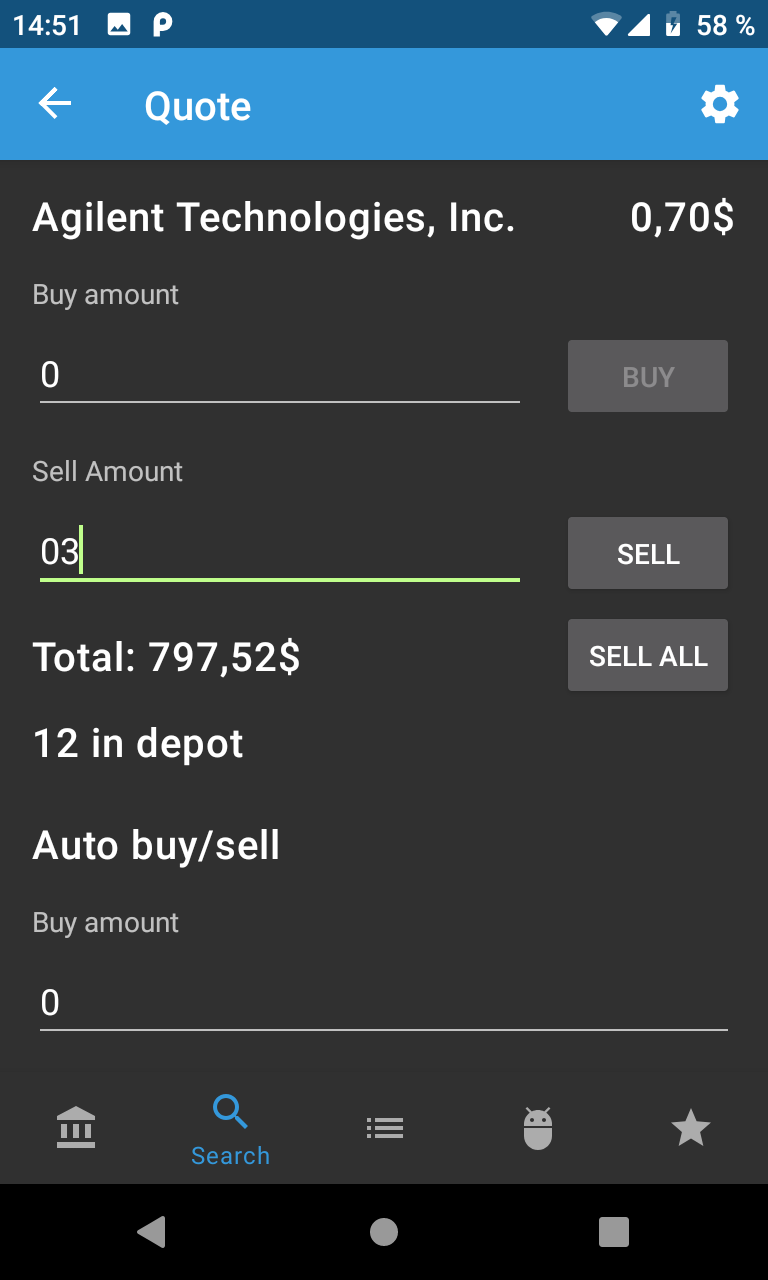 14:51
58 %
Quote
Agilent Technologies, Inc. 0,70$
Buy amount
0 BUY
Sell Amount
03 SELL
Total: 797,52$ SELL ALL
12 in depot
Auto buy/sell
Buy amount
0
Search